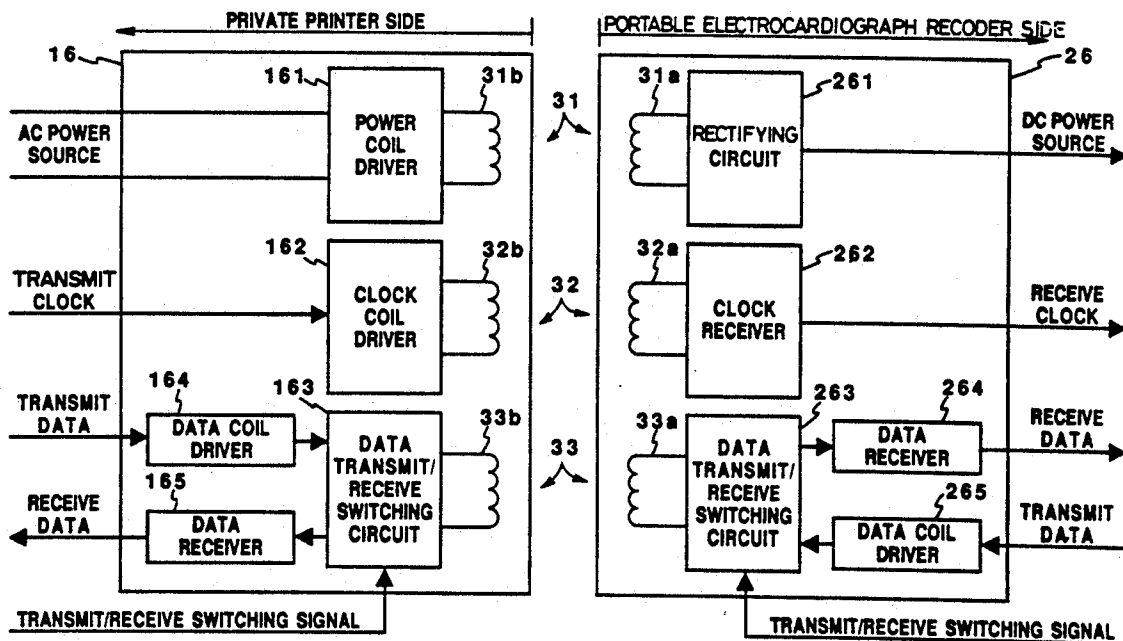 PRIVATE PRINTER SIDE
PORTABLE ELECTROCARDIOGRAPH RECODER SIDE
16
161
31b
31
31a
261
26
AC POWER
SOURCE
POWER
COIL
DRIVER
RECTIFYING
CIRCUIT
DC POWER
SOURCE
162
32b
32
32a
262
TRANSMIT
CLOCK
CLOCK
COIL
DRIVER
CLOCK
RECEIVER
RECEIVE
CLOCK
164
163
33b
33
33a
263
264
TRANSMIT
DATA
DATA COIL
DRIVER
DATA
TRANSMIT/
RECEIVE
SWITCHING
CIRCUIT
DATA
TRANSMIT/
RECEIVE
SWITCHING
CIRCUIT
DATA
RECEIVER
RECEIVE
DATA
165
265
RECEIVE
DATA
DATA
RECEIVER
DATA COIL
DRIVER
TRANSMIT
DATA
TRANSMIT/RECEIVE SWITCHING SIGNAL
TRANSMIT/RECEIVE SWITCHING SIGNAL